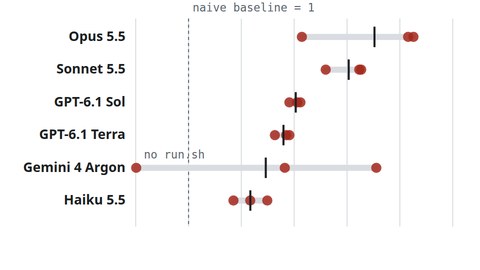 naive baseline = 1
Opus 5.5
Sonnet 5.5
GPT-6.1 Sol
GPT-6.1 Terra
no run.sh
Gemini 4 Argon
Haiku 5.5